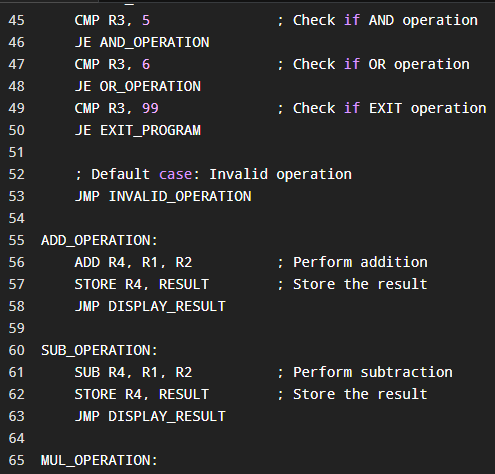 45 CMP R3, 5 ; Check if AND operation
46 JE AND_OPERATION
47 CMP R3, 6 ; Check if OR operation
48 JE OR_OPERATION
49 CMP R3, 99 ; Check if EXIT operation
50 JE EXIT_PROGRAM
51
52 ; Default case: Invalid operation
53 JMP INVALID_OPERATION
54
55 ADD_OPERATION:
56 ADD R4, R1, R2 ; Perform addition
57 STORE R4, RESULT ; Store the result
58 JMP DISPLAY_RESULT
59
60 SUB_OPERATION:
61 SUB R4, R1, R2 ; Perform subtraction
62 STORE R4, RESULT ; Store the result
63 JMP DISPLAY_RESULT
64
65 MUL_OPERATION: